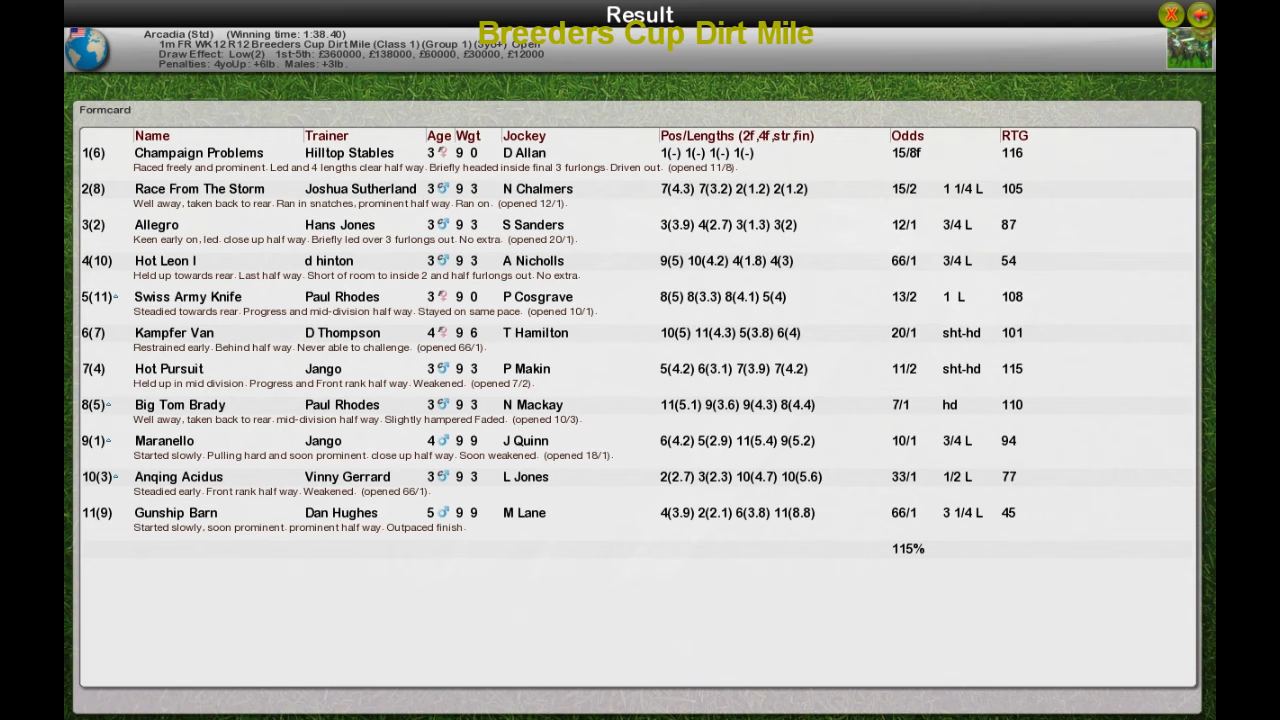 Result
Breeders Cup Dirt Mile
Arcadia (Std) (Winning time: 1:38.40)
1m FR WK12 R12 Breeders Cup Dirt Mile (Class 1) (Group 1) (3yo+) Open
Draw Effect: Low(2) 1st-5th: £360000, £138000, £60000, £30000, £12000
Penalties: 4yoUp: +6lb. Males: +3lb.
Formcard
Name Trainer Age Wgt Jockey Pos/Lengths (2f,4f,str,fin) Odds RTG
1(6) Champaign Problems Hilltop Stables 3 9 0 D Allan 1(-) 1(-) 1(-) 1(-) 15/8f 116
Raced freely and prominent. Led and 4 lengths clear half way. Briefly headed inside final 3 furlongs. Driven out. (opened 11/8).
2(8) Race From The Storm Joshua Sutherland 3 9 3 N Chalmers 7(4.3) 7(3.2) 2(1.2) 2(1.2) 15/2 1 1/4 L 105
Well away, taken back to rear. Ran in snatches, prominent half way. Ran on. (opened 12/1).
3(2) Allegro Hans Jones 3 9 3 S Sanders 3(3.9) 4(2.7) 3(1.3) 3(2) 12/1 3/4 L 87
Keen early on, led. close up half way. Briefly led over 3 furlongs out. No extra. (opened 20/1).
4(10) Hot Leon I d hinton 3 9 3 A Nicholls 9(5) 10(4.2) 4(1.8) 4(3) 66/1 3/4 L 54
Held up towards rear. Last half way. Short of room to inside 2 and half furlongs out. No extra.
5(11) Swiss Army Knife Paul Rhodes 3 9 0 P Cosgrave 8(5) 8(3.3) 8(4.1) 5(4) 13/2 1 L 108
Steadied towards rear. Progress and mid-division half way. Stayed on same pace. (opened 10/1).
6(7) Kampfer Van D Thompson 4 9 6 T Hamilton 10(5) 11(4.3) 5(3.8) 6(4) 20/1 sht-hd 101
Restrained early. Behind half way. Never able to challenge. (opened 66/1).
7(4) Hot Pursuit Jango 3 9 3 P Makin 5(4.2) 6(3.1) 7(3.9) 7(4.2) 11/2 sht-hd 115
Held up in mid division. Progress and Front rank half way. Weakened. (opened 7/2).
8(5) Big Tom Brady Paul Rhodes 3 9 3 N Mackay 11(5.1) 9(3.6) 9(4.3) 8(4.4) 7/1 hd 110
Well away, taken back to rear. mid-division half way. Slightly hampered Faded. (opened 10/3).
9(1) Maranello Jango 4 9 9 J Quinn 6(4.2) 5(2.9) 11(5.4) 9(5.2) 10/1 3/4 L 94
Started slowly. Pulling hard and soon prominent. close up half way. Soon weakened. (opened 18/1).
10(3) Anqing Acidus Vinny Gerrard 3 9 3 L Jones 2(2.7) 3(2.3) 10(4.7) 10(5.6) 33/1 1/2 L 77
Steadied early. Front rank half way. Weakened. (opened 66/1).
11(9) Gunship Barn Dan Hughes 5 9 9 M Lane 4(3.9) 2(2.1) 6(3.8) 11(8.8) 66/1 3 1/4 L 45
Started slowly, soon prominent. prominent half way. Outpaced finish.
115%